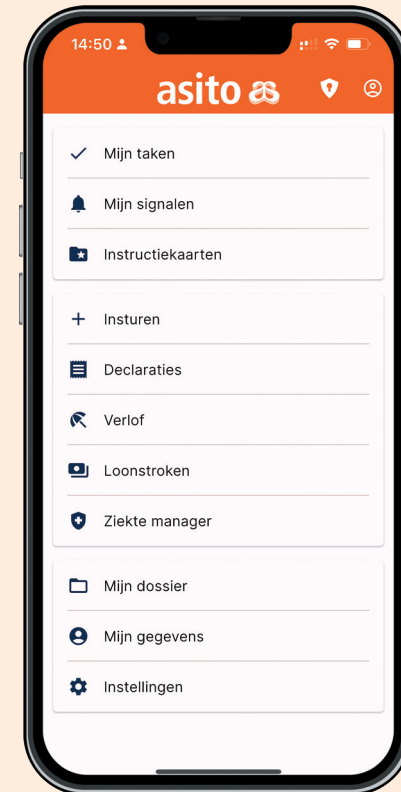 14:50
asito
Mijn taken
Mijn signalen
Instructiekaarten
Insturen
Declaraties
Verlof
Loonstroken
Ziekte manager
Mijn dossier
Mijn gegevens
Instellingen